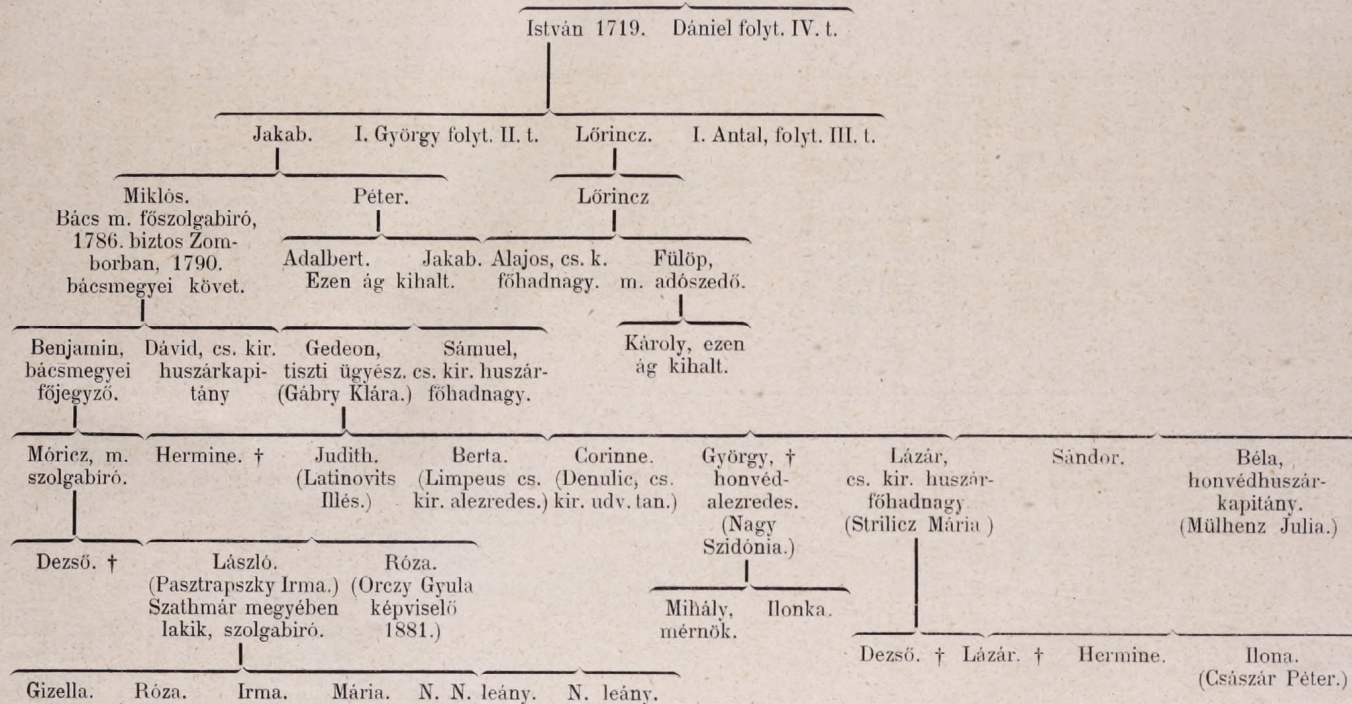 István 1719. Dániel folyt. IV. t.
Jakab. I. György folyt. II. t. Lőrincz. I. Antal, folyt. III. t.
Miklós.
Bács m. főszolgabiró,
1786. biztos Zom-
borban, 1790.
bácsmegyei követ.
Péter.
Lőrincz
Adalbert. Jakab.
Ezen ág kihalt.
Alajos, cs. k.
főhadnagy.
Fülöp,
m. adószedő.
Benjamin,
bácsmegyei
főjegyző.
Dávid, cs. kir.
huszárkapi-
tány
Gedeon,
tiszti ügyész.
(Gábry Klára.)
Sámuel,
cs. kir. huszár-
főhadnagy.
Károly, ezen
ág kihalt.
Móricz, m.
szolgabiró.
Hermine. †
Judith.
(Latinovits
Illés.)
Berta.
(Limpeus cs.
kir. alezredes.)
Corinne.
(Denulic, cs.
kir. udv. tan.)
György, †
honvéd-
alezredes.
(Nagy
Szidónia.)
Lázár,
cs. kir. huszár-
főhadnagy
(Strilicz Mária )
Sándor.
Béla,
honvédhuszár-
kapitány.
(Mülhenz Julia.)
Dezső. †
László.
(Pasztrapszky Irma.)
Szathmár megyében
lakik, szolgabiró.
Róza.
(Orczy Gyula
képviselő
1881.)
Mihály,
mérnök.
Ilonka.
Dezső. † Lázár. † Hermine.
Ilona.
(Császár Péter.)
Gizella. Róza. Irma. Mária. N. N. leány. N. leány.